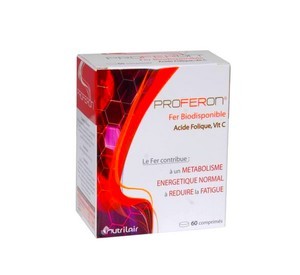 PROFERON®
Fer Biodisponible
Acide Folique, Vit C
Le Fer contribue :
à un METABOLISME
ENERGETIQUE NORMAL
à REDUIRE la FATIGUE
nutrilair
60 comprimés
PROFERON